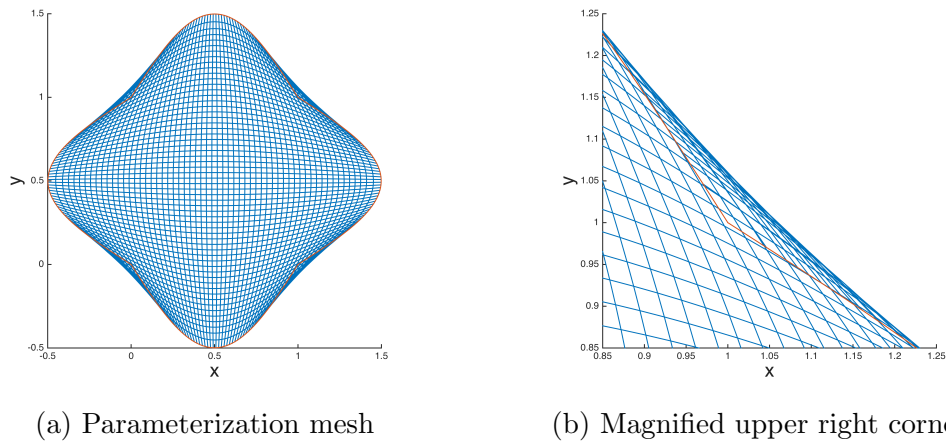 1.5
1
y 0.5
0
-0.5
-0.5 0 0.5 1 1.5
x
1.25
1.2
1.15
1.1
1.05
y
1
0.95
0.9
0.85
0.85 0.9 0.95 1 1.05 1.1 1.15 1.2 1.25
x
(a) Parameterization mesh
(b) Magnified upper right corn